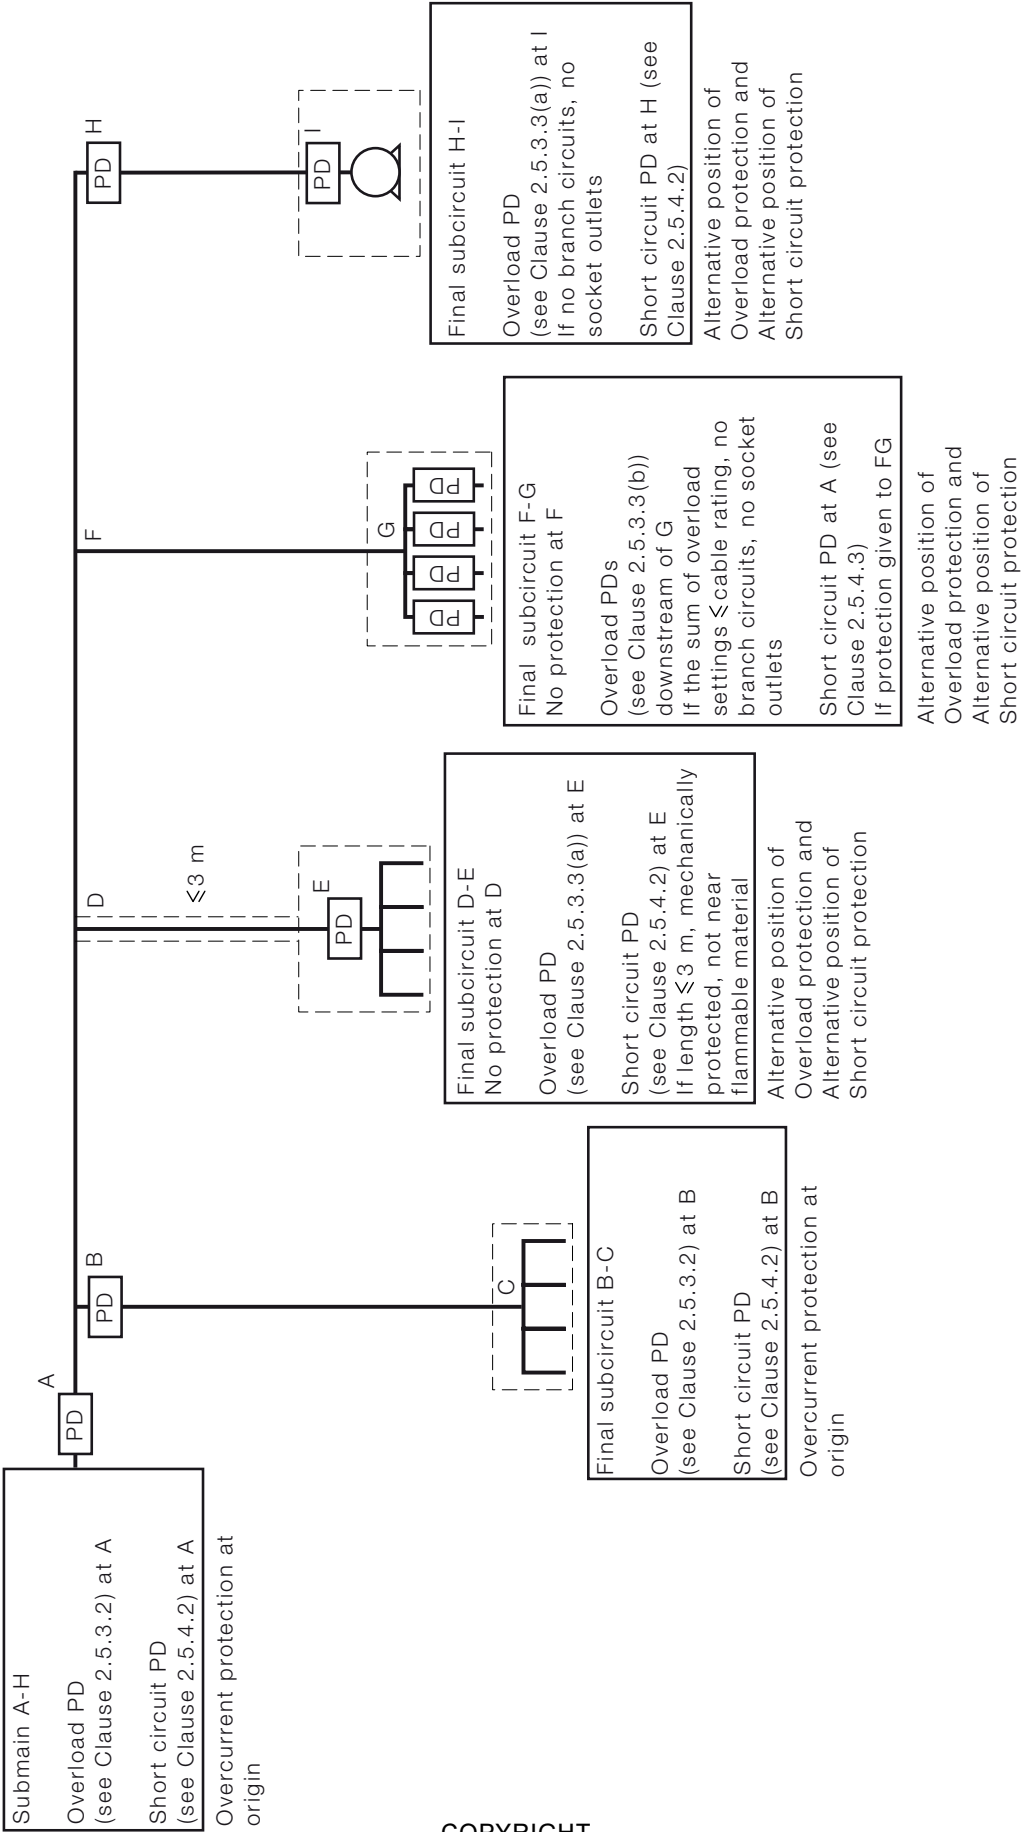 Submain A-H
Overload PD
(see Clause 2.5.3.2) at A
Short circuit PD
(see Clause 2.5.4.2) at A
Overcurrent protection at
origin
PD
A
PD
B
C
Final subcircuit B-C
Overload PD
(see Clause 2.5.3.2) at B
Short circuit PD
(see Clause 2.5.4.2) at B
Overcurrent protection at
origin
D
≤3 m
PD
E
Final subcircuit D-E
No protection at D
Overload PD
(see Clause 2.5.3.3(a)) at E
Short circuit PD
(see Clause 2.5.4.2) at E
If length ≤3 m, mechanically
protected, not near
flammable material
Alternative position of
Overload protection and
Alternative position of
Short circuit protection
F
G
PD
PD
PD
PD
Final subcircuit F-G
No protection at F
Overload PDs
(see Clause 2.5.3.3(b))
downstream of G
If the sum of overload
settings ≤cable rating, no
branch circuits, no socket
outlets
Short circuit PD at A (see
Clause 2.5.4.3)
If protection given to FG
Alternative position of
Overload protection and
Alternative position of
Short circuit protection
PD
H
PD
I
Final subcircuit H-I
Overload PD
(see Clause 2.5.3.3(a)) at I
If no branch circuits, no
socket outlets
Short circuit PD at H (see
Clause 2.5.4.2)
Alternative position of
Overload protection and
Alternative position of
Short circuit protection
COPYRIGHT